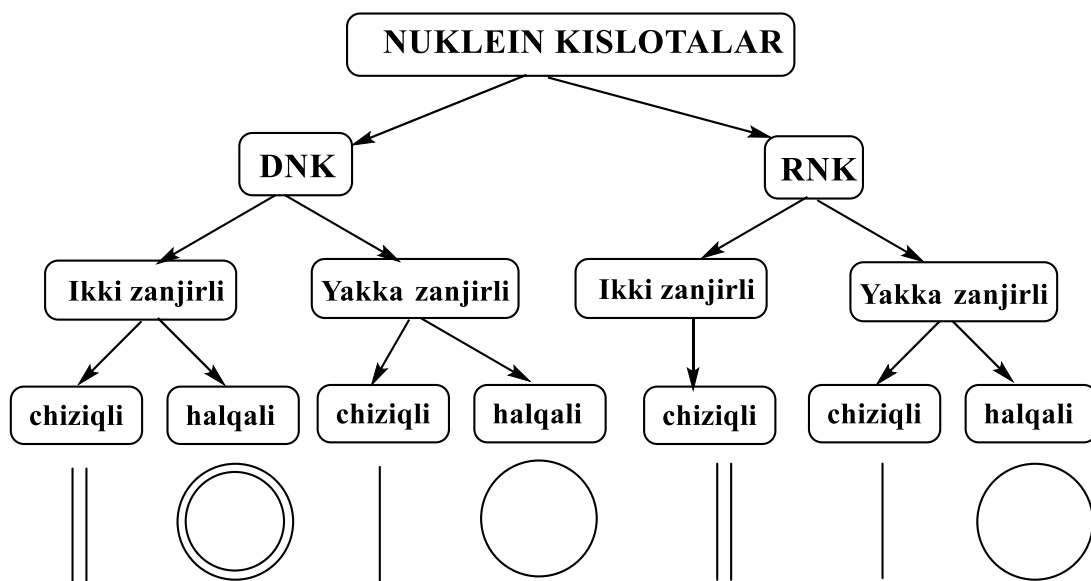 NUKLEIN KISLOTALAR
DNK
RNK
Ikki zanjirli
Yakka zanjirli
Ikki zanjirli
Yakka zanjirli
chiziqli
halqali
chiziqli
halqali
chiziqli
chiziqli
halqali